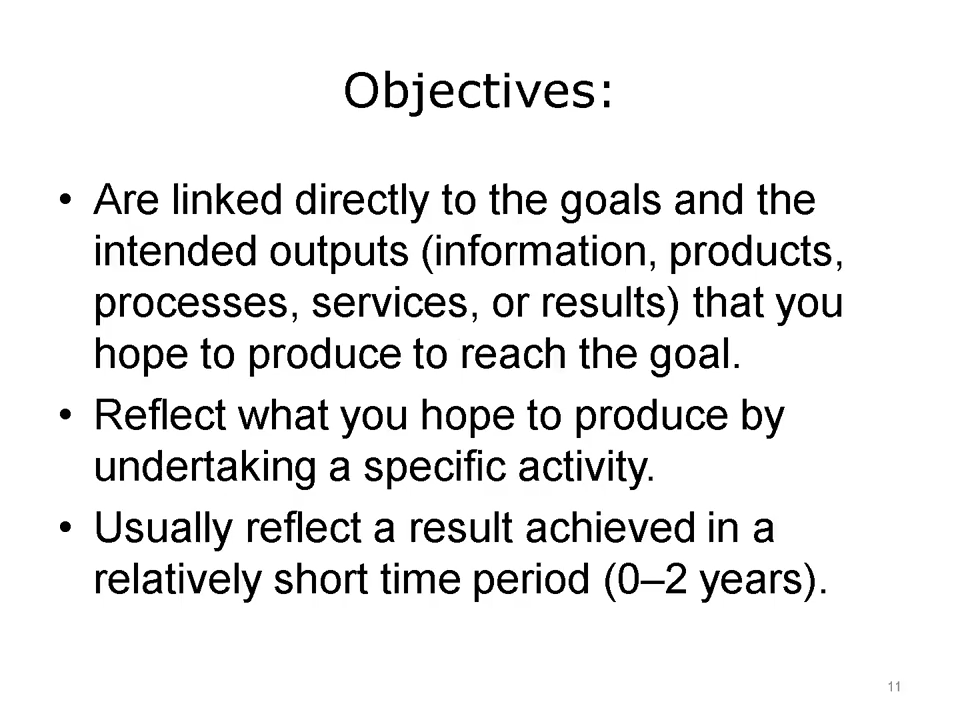 Objectives:
• Are linked directly to the goals and the
intended outputs (information, products,
processes, services, or results) that you
hope to produce to reach the goal.
• Reflect what you hope to produce by
undertaking a specific activity.
• Usually reflect a result achieved in a
relatively short time period (0–2 years).
11